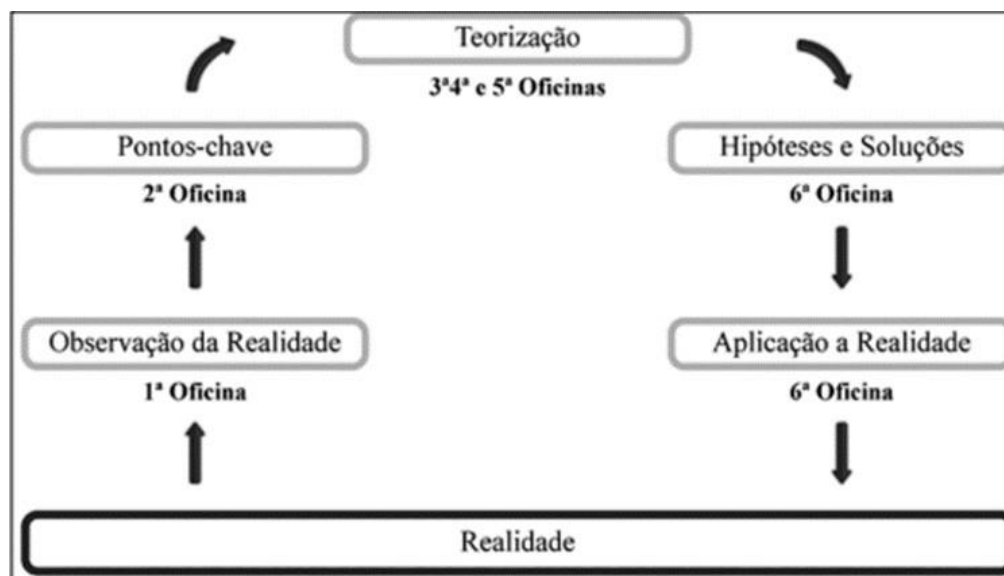 Teorização
3ª4ª e 5ª Oficinas
Pontos-chave
2ª Oficina
Hipóteses e Soluções
6ª Oficina
Observação da Realidade
1ª Oficina
Aplicação a Realidade
6ª Oficina
Realidade